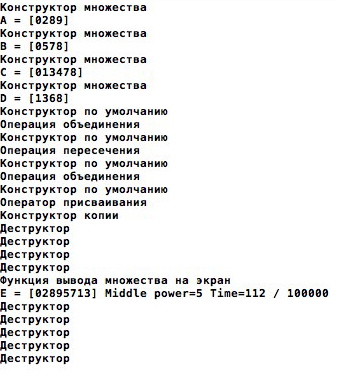 Конструктор множества
A = [0289]
Конструктор множества
B = [0578]
Конструктор множества
C = [013478]
Конструктор множества
D = [1368]
Конструктор по умолчанию
Операция объединения
Конструктор по умолчанию
Операция пересечения
Конструктор по умолчанию
Операция объединения
Конструктор по умолчанию
Оператор присваивания
Конструктор копии
Деструктор
Деструктор
Деструктор
Деструктор
Функция вывода множества на экран
E = [02895713] Middle power=5 Time=112 / 100000
Деструктор
Деструктор
Деструктор
Деструктор
Деструктор